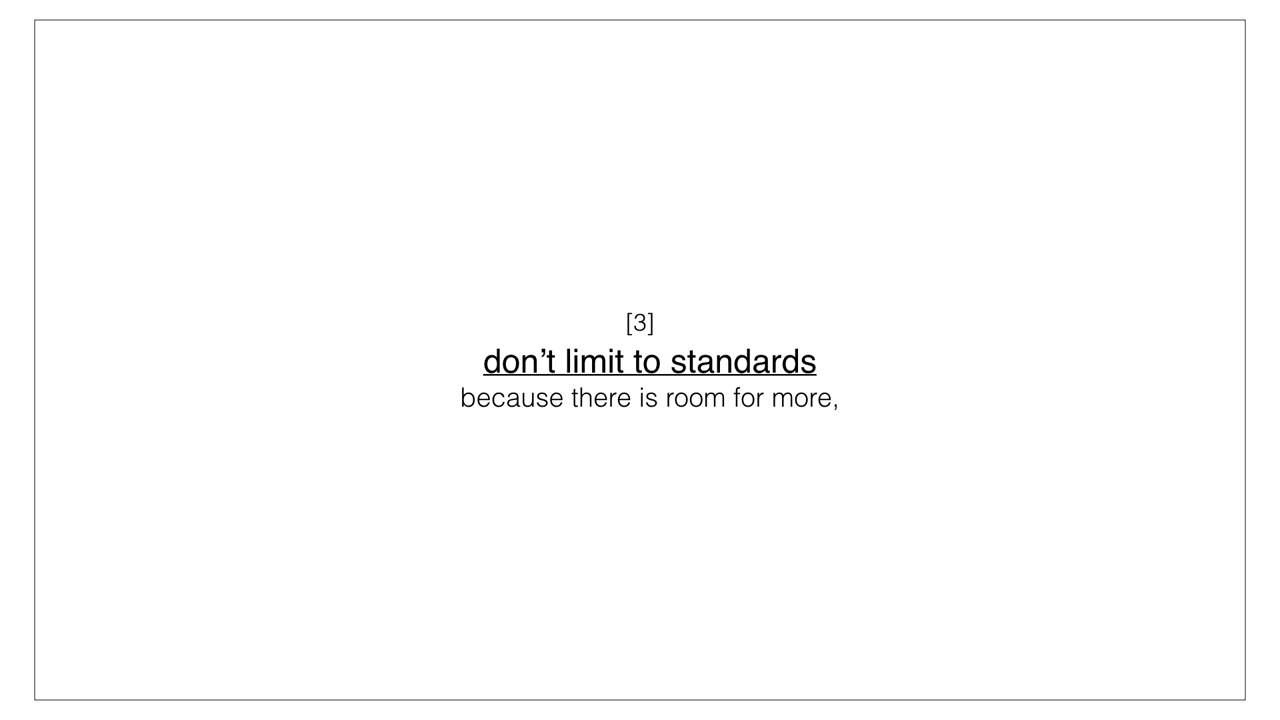 [3]
don’t limit to standards
because there is room for more,